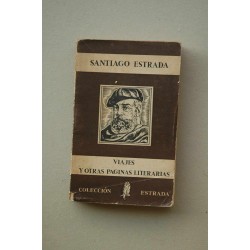 SANTIAGO ESTRADA
VIAJES
Y OTRAS PAGINAS LITERARIAS
COLECCIÓN ESTRADA